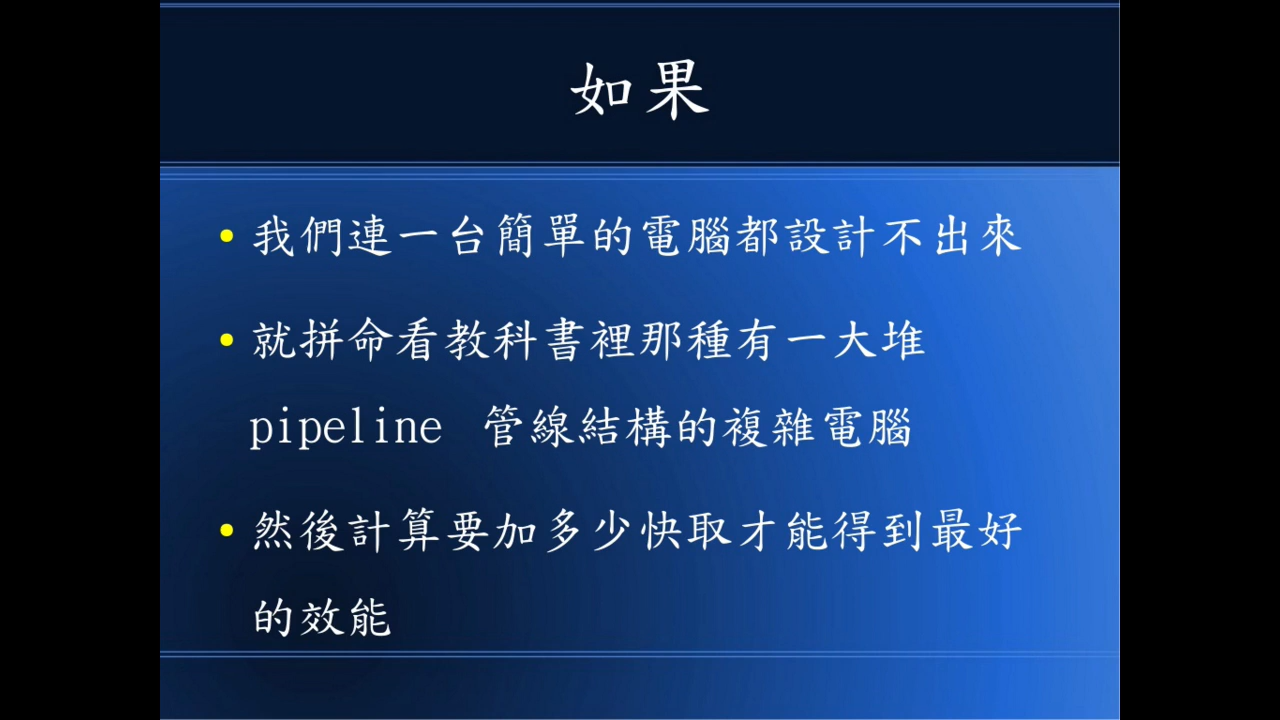 如果
• 我們連一台簡單的電腦都設計不出來
• 就拼命看教科書裡那種有一大堆
pipeline 管線結構的複雜電腦
• 然後計算要加多少快取才能得到最好
的效能